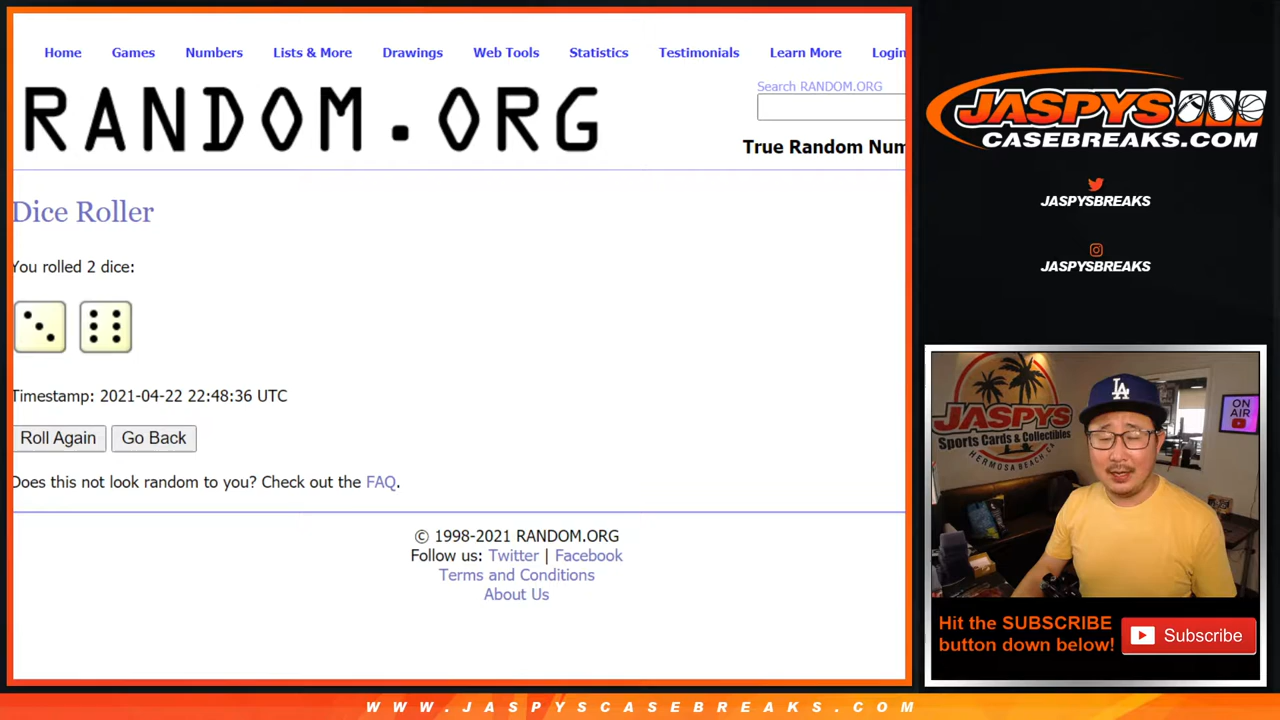 Home Games Numbers Lists & More Drawings Web Tools Statistics Testimonials Learn More Login
RANDOM.ORG
Search RANDOM.ORG
True Random Num
Dice Roller
You rolled 2 dice:
Timestamp: 2021-04-22 22:48:36 UTC
Roll Again Go Back
Does this not look random to you? Check out the FAQ.
© 1998-2021 RANDOM.ORG
Follow us: Twitter | Facebook
Terms and Conditions
About Us
JASPYS
CASEBREAKS.COM
JASPYSBREAKS
JASPYSBREAKS
JASPYS
Sports Cards & Collectibles
HERMOSA BEACH, CA
LA
ON
AIR
Hit the SUBSCRIBE
button down below!
Subscribe
WWW.JASPYSCASEBREAKS.COM